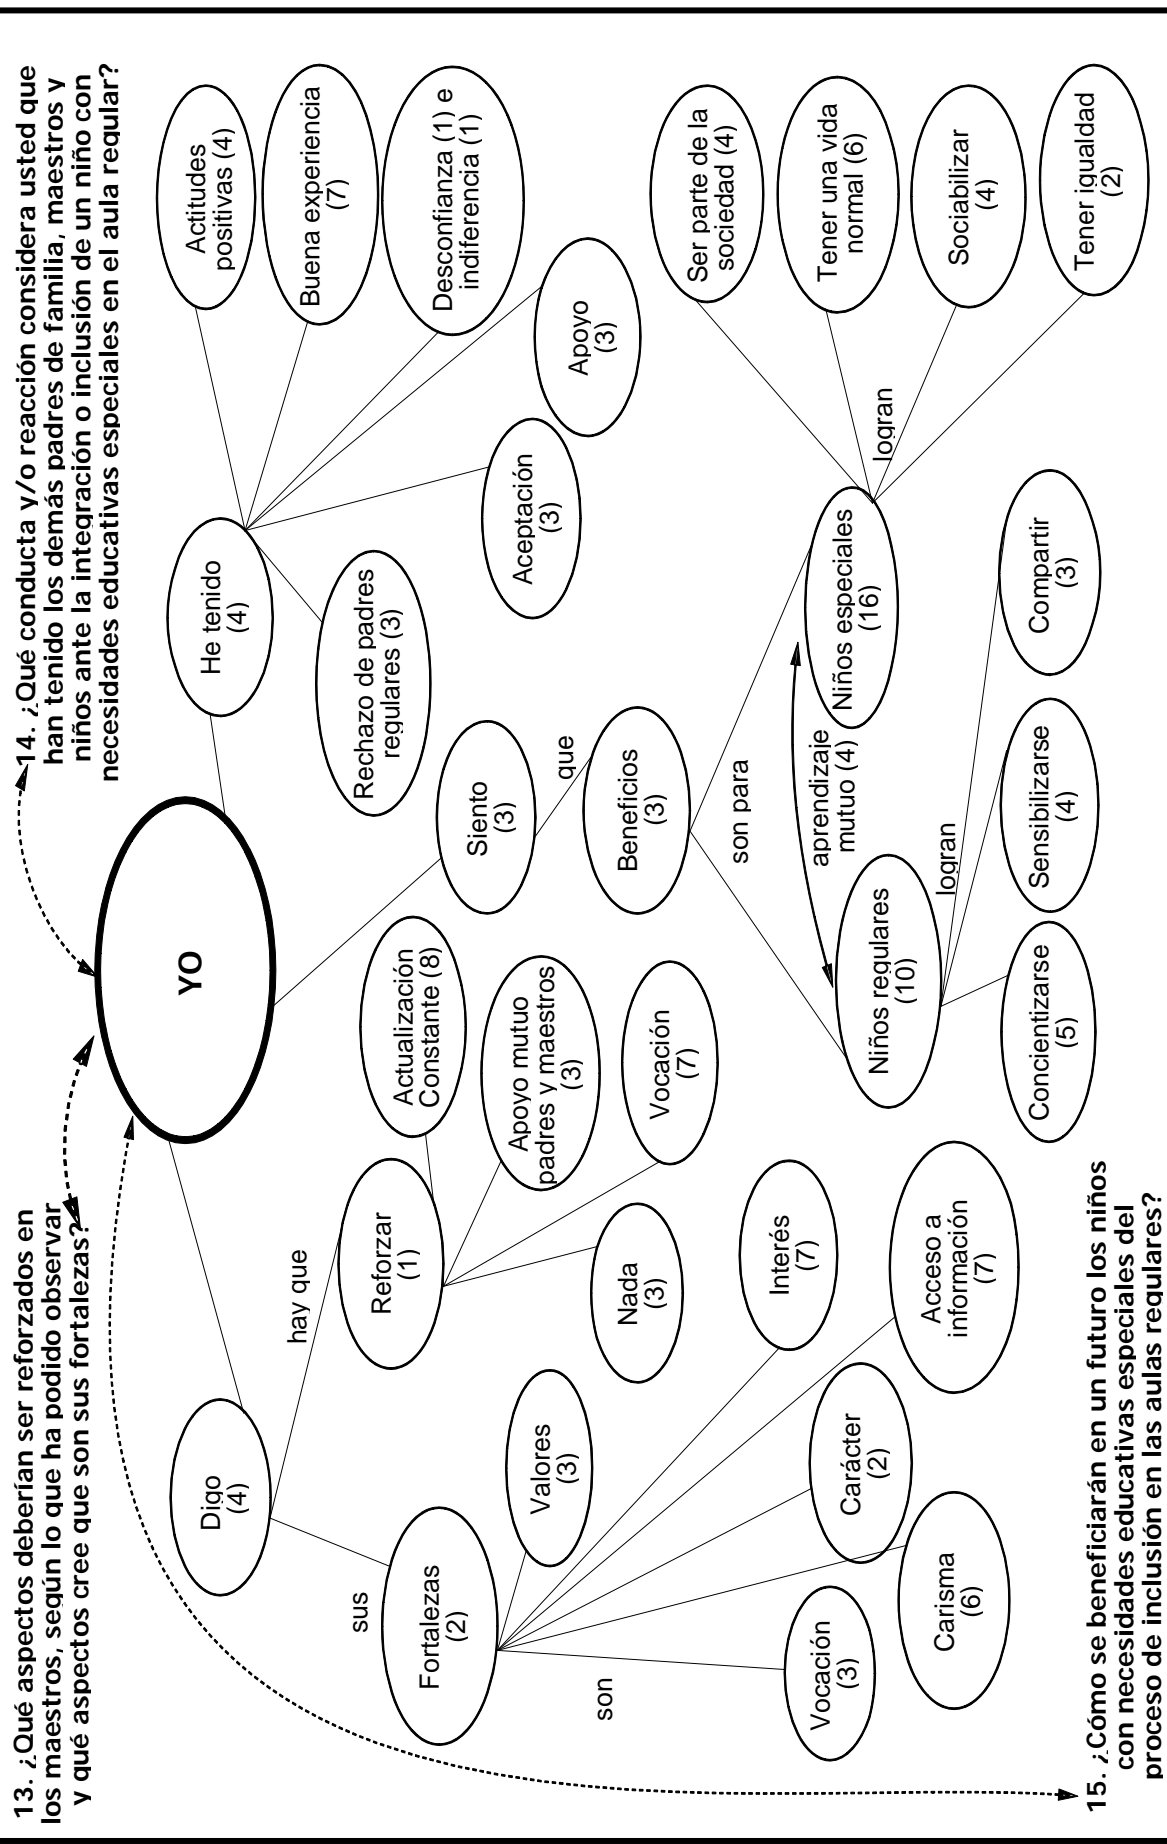 13. ¿Qué aspectos deberían ser reforzados en
los maestros, según lo que ha podido observar
y qué aspectos cree que son sus fortalezas?
14. ¿Qué conducta y/o reacción considera usted que
han tenido los demás padres de familia, maestros y
niños ante la integración o inclusión de un niño con
necesidades educativas especiales en el aula regular?
YO
Digo
(4)
He tenido
(4)
Actitudes
positivas (4)
Buena experiencia
(7)
Desconfianza (1) e
indiferencia (1)
Apoyo
(3)
Aceptación
(3)
Rechazo de padres
regulares (3)
hay que
Reforzar
(1)
Actualización
Constante (8)
Apoyo mutuo
padres y maestros
(3)
Vocación
(7)
Nada
(3)
sus
Fortalezas
(2)
son
Valores
(3)
Interés
(7)
Acceso a
información
(7)
Carácter
(2)
Carisma
(6)
Vocación
(3)
Siento
(3)
que
Beneficios
(3)
son para
Niños regulares
(10)
aprendizaje
mutuo (4)
Niños especiales
(16)
logran
Ser parte de la
sociedad (4)
Tener una vida
normal (6)
Sociabilizar
(4)
Tener igualdad
(2)
logran
Concientizarse
(5)
Sensibilizarse
(4)
Compartir
(3)
15. ¿Cómo se beneficiarán en un futuro los niños
con necesidades educativas especiales del
proceso de inclusión en las aulas regulares?